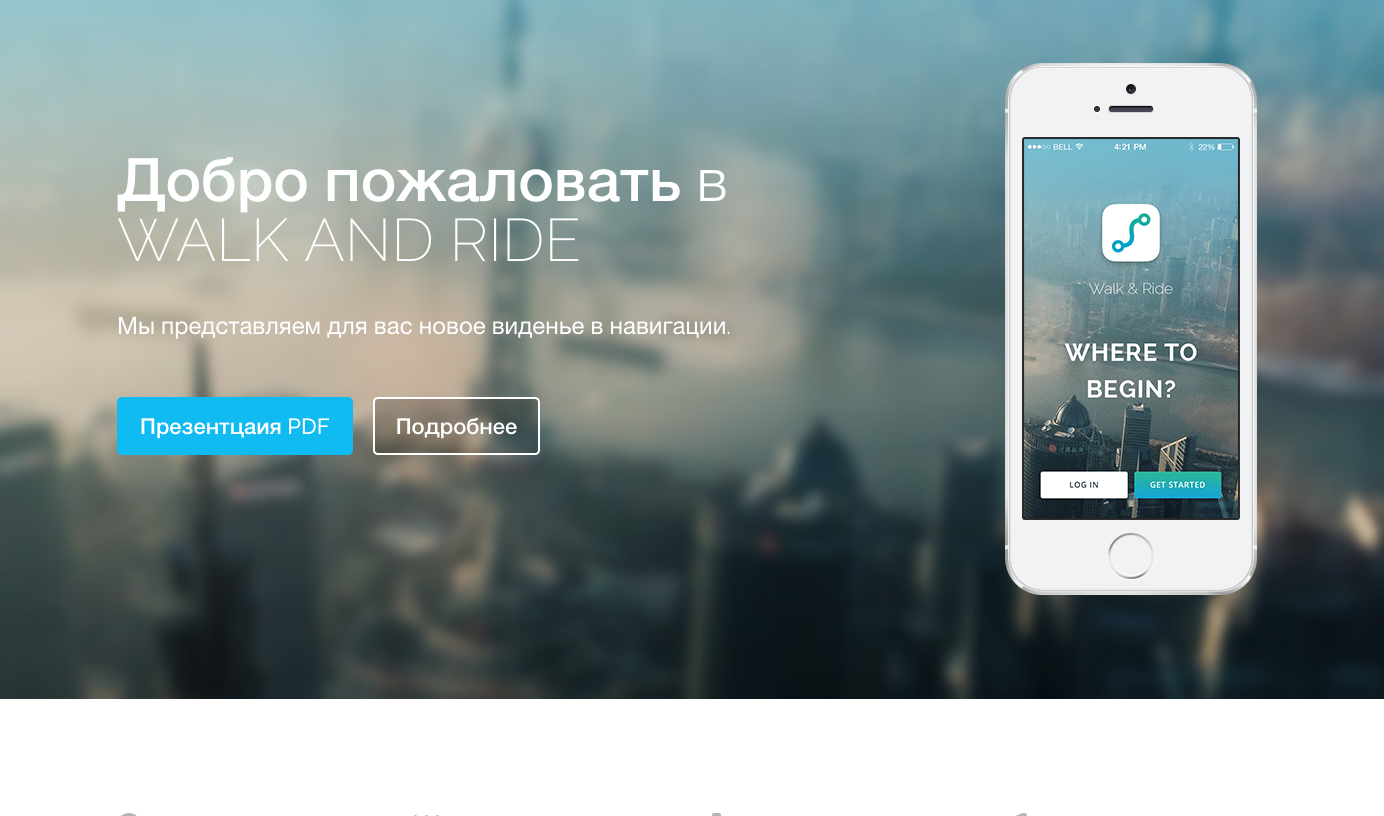 Добро пожаловать в
WALK AND RIDE
Мы представляем для вас новое виденье в навигации.
Презентцаия PDF
Подробнее
BELL
4:21 PM
22%
Walk & Ride
WHERE TO
BEGIN?
LOG IN
GET STARTED